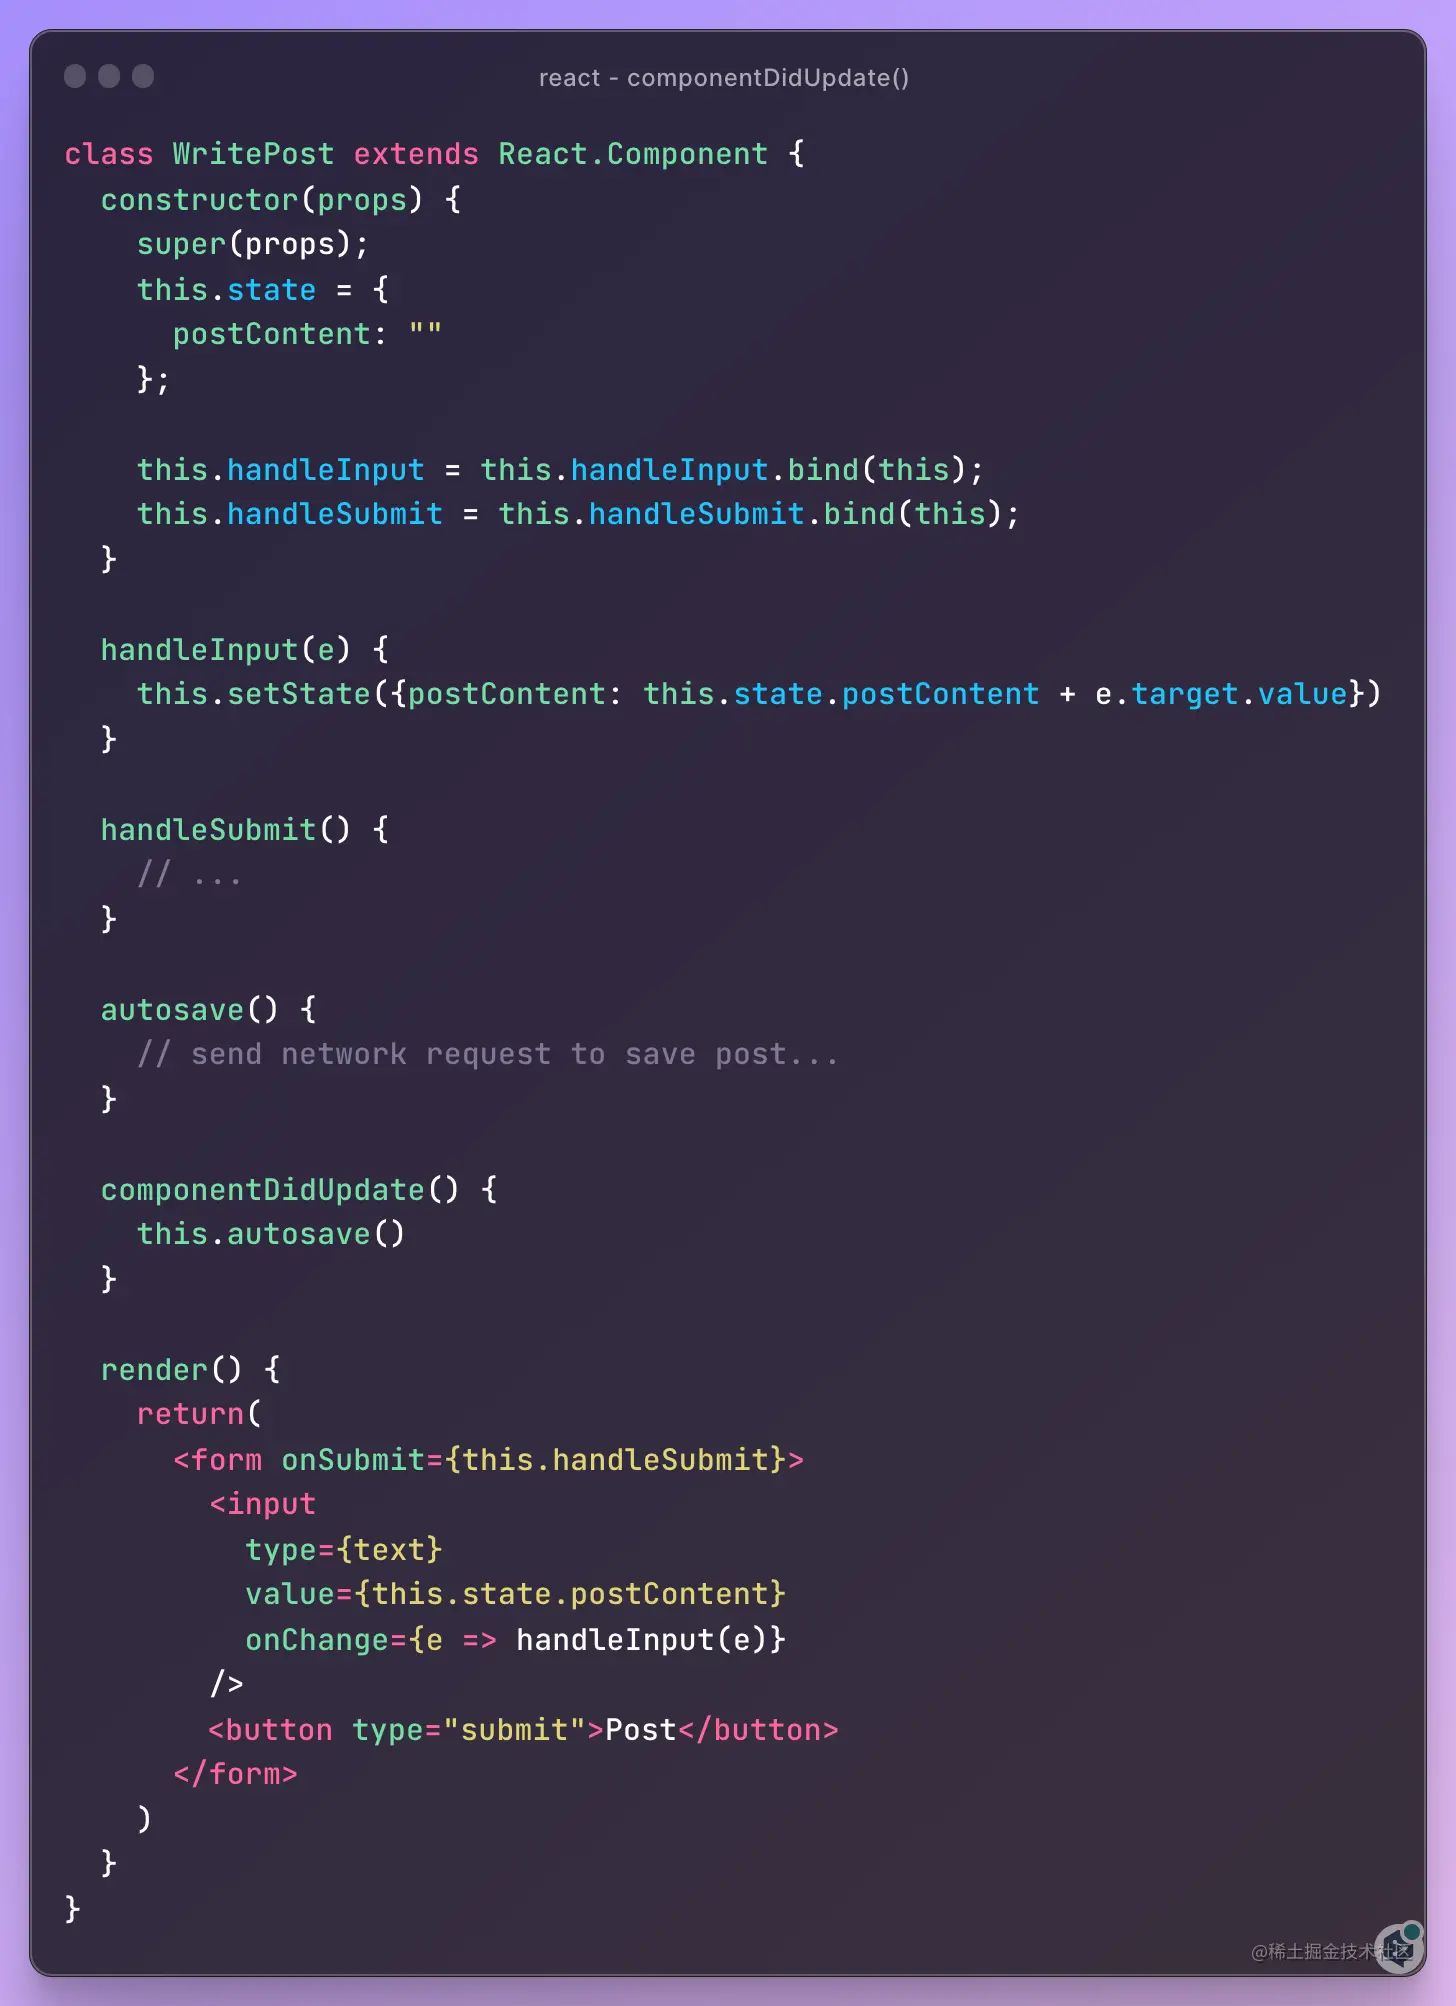 react - componentDidUpdate()
class WritePost extends React.Component {
  constructor(props) {
    super(props);
    this.state = {
      postContent: ""
    };

    this.handleInput = this.handleInput.bind(this);
    this.handleSubmit = this.handleSubmit.bind(this);
  }

  handleInput(e) {
    this.setState({postContent: this.state.postContent + e.target.value})
  }

  handleSubmit() {
    // ...
  }

  autosave() {
    // send network request to save post...
  }

  componentDidUpdate() {
    this.autosave()
  }

  render() {
    return(
      <form onSubmit={this.handleSubmit}>
        <input
          type={text}
          value={this.state.postContent}
          onChange={e => handleInput(e)}
        />
        <button type="submit">Post</button>
      </form>
    )
  }
}
@稀土掘金技术社区